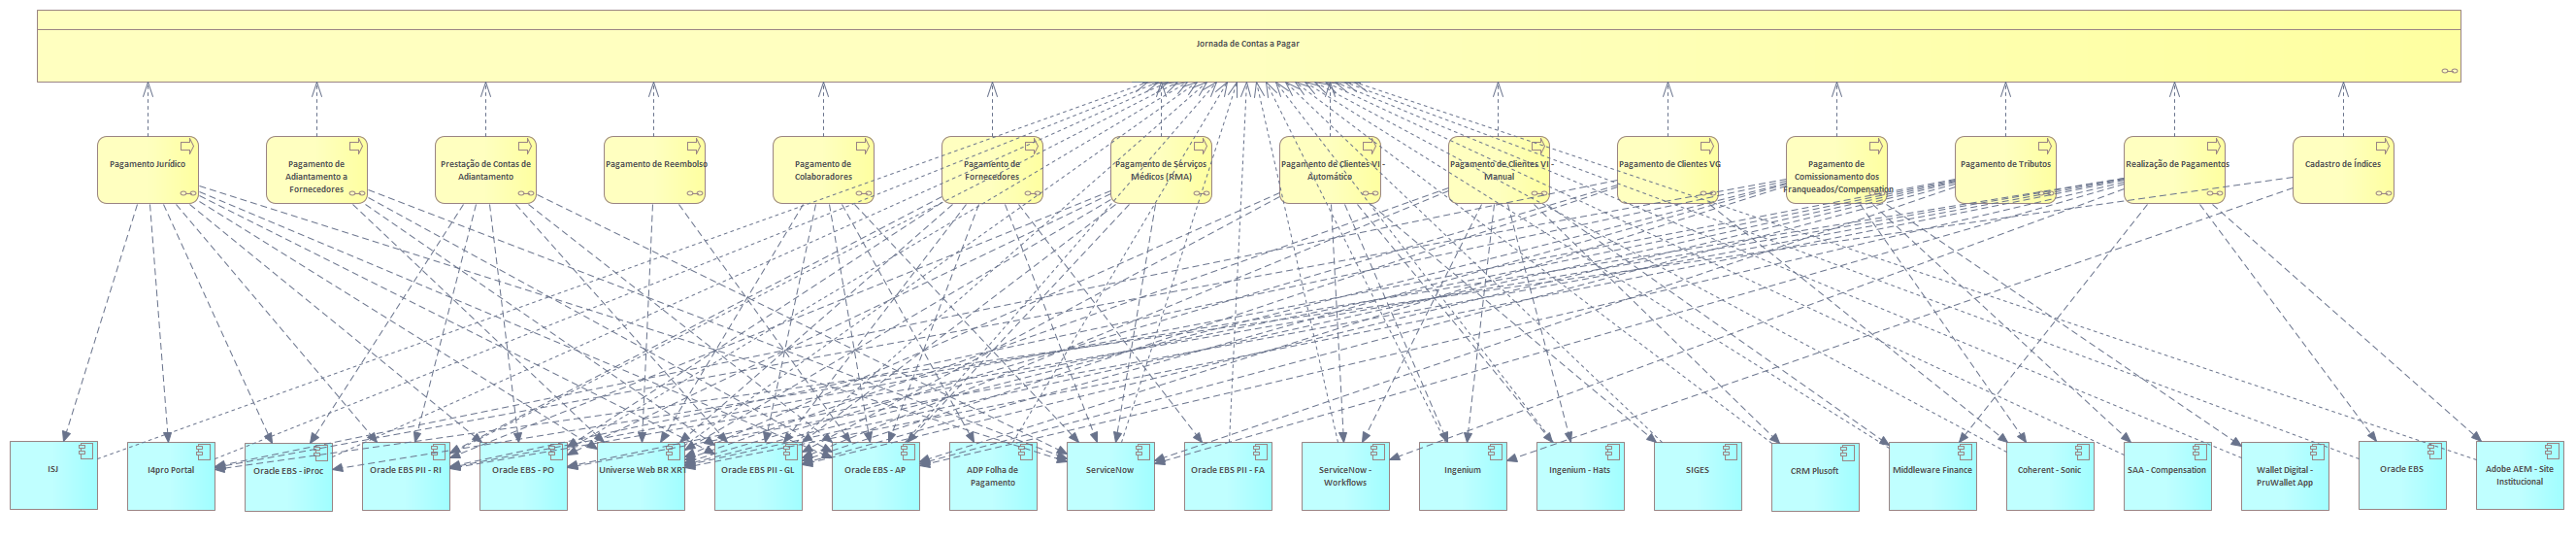 Jornada de Contas a Pagar
Pagamento Jurídico
Pagamento de
Adiantamento a
Fornecedores
Prestação de Contas de
Adiantamento
Pagamento de Reembolso
Pagamento de
Colaboradores
Pagamento de
Fornecedores
Pagamento de Serviços
Médicos (RMA)
Pagamento de Clientes VI -
Automático
Pagamento de Clientes VI -
Manual
Pagamento de Clientes VG
Pagamento de
Comissionamento dos
Franqueados/Compensation
Pagamento de Tributos
Realização de Pagamentos
Cadastro de Índices
ISJ
I4pro Portal
Oracle EBS - iProc
Oracle EBS PII - RI
Oracle EBS - PO
Universe Web BR XRT
Oracle EBS PII - GL
Oracle EBS - AP
ADP Folha de
Pagamento
ServiceNow
Oracle EBS PII - FA
ServiceNow -
Workflows
Ingenium
Ingenium - Hats
SIGES
CRM Plusoft
Middleware Finance
Coherent - Sonic
SAA - Compensation
Wallet Digital -
PruWallet App
Oracle EBS
Adobe AEM - Site
Institucional